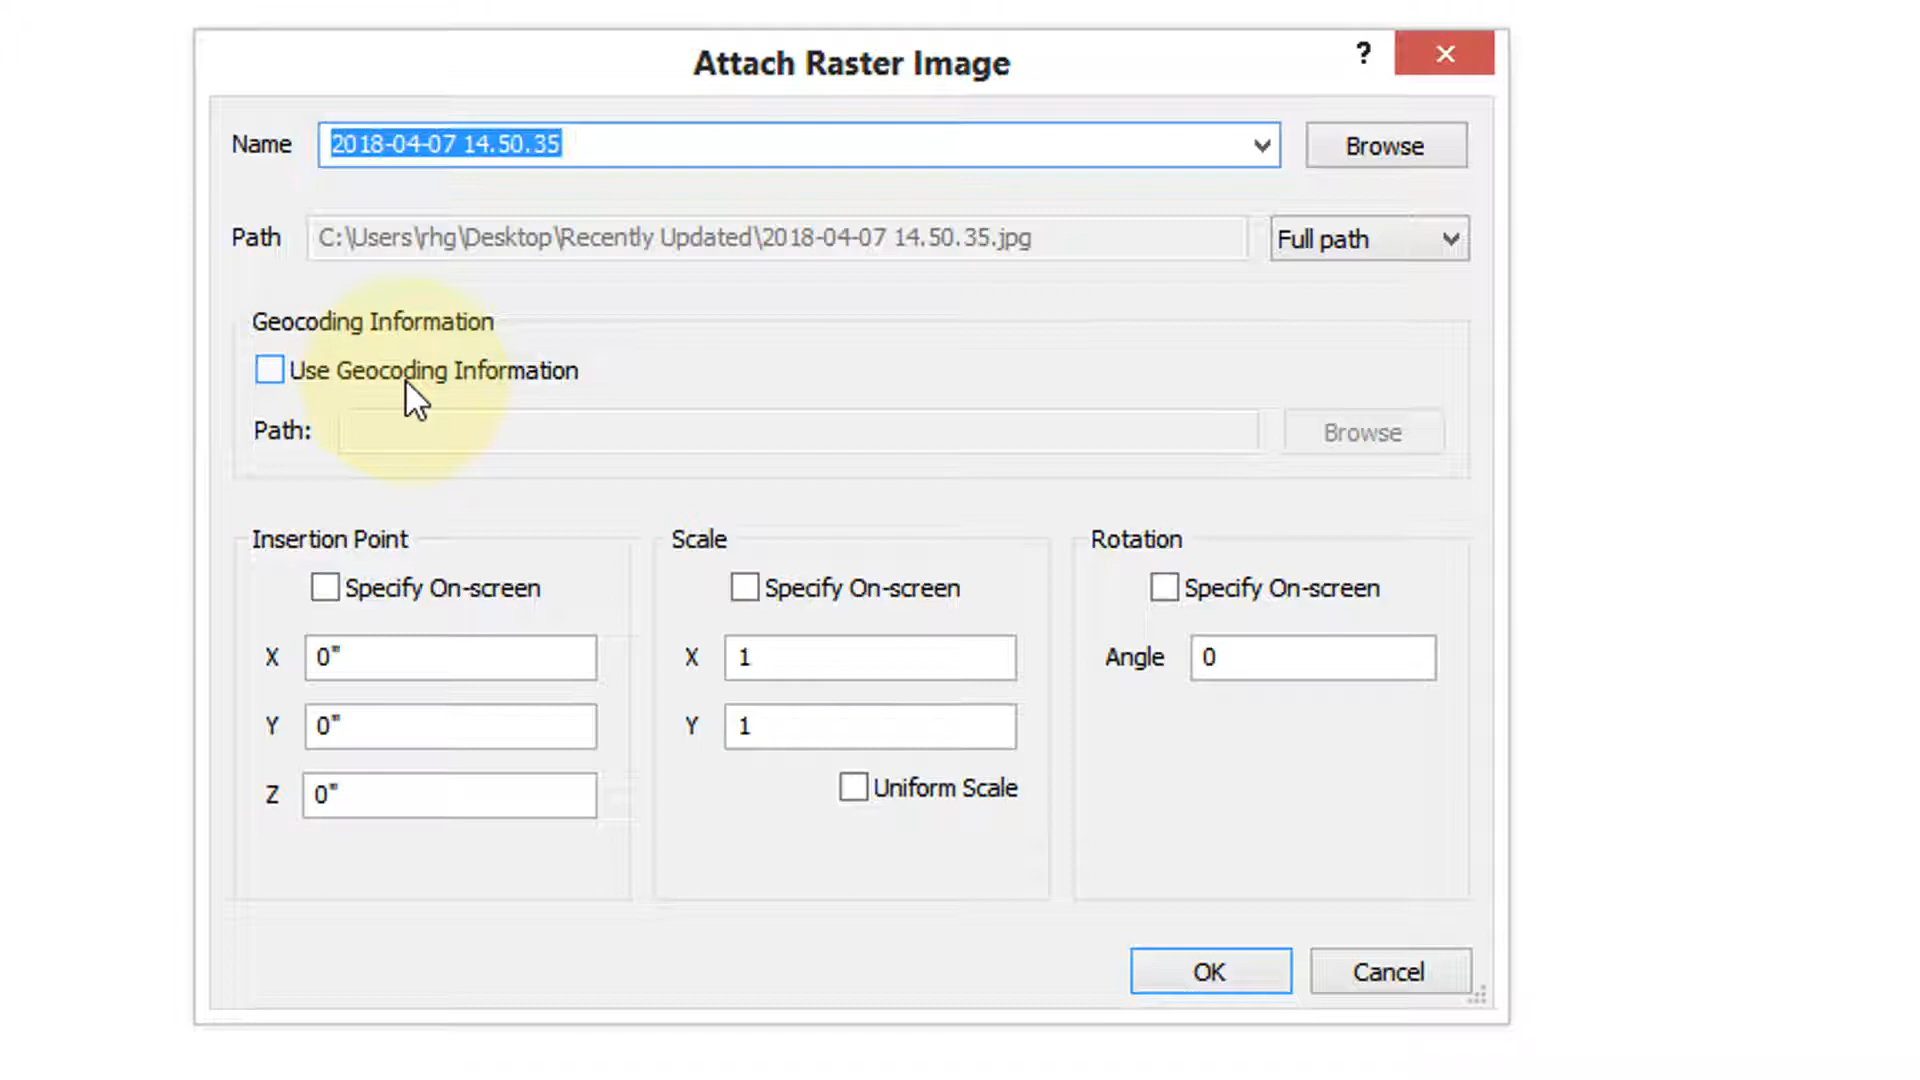 Attach Raster Image
?
Name 2018-04-07 14.50.35 Browse
Path C:\Users\rhg\Desktop\Recently Updated\2018-04-07 14.50.35.jpg Full path
Geocoding Information
Use Geocoding Information
Path: Browse
Insertion Point Scale Rotation
Specify On-screen Specify On-screen Specify On-screen
X 0" X 1 Angle 0
Y 0" Y 1
Z 0" Uniform Scale
OK Cancel